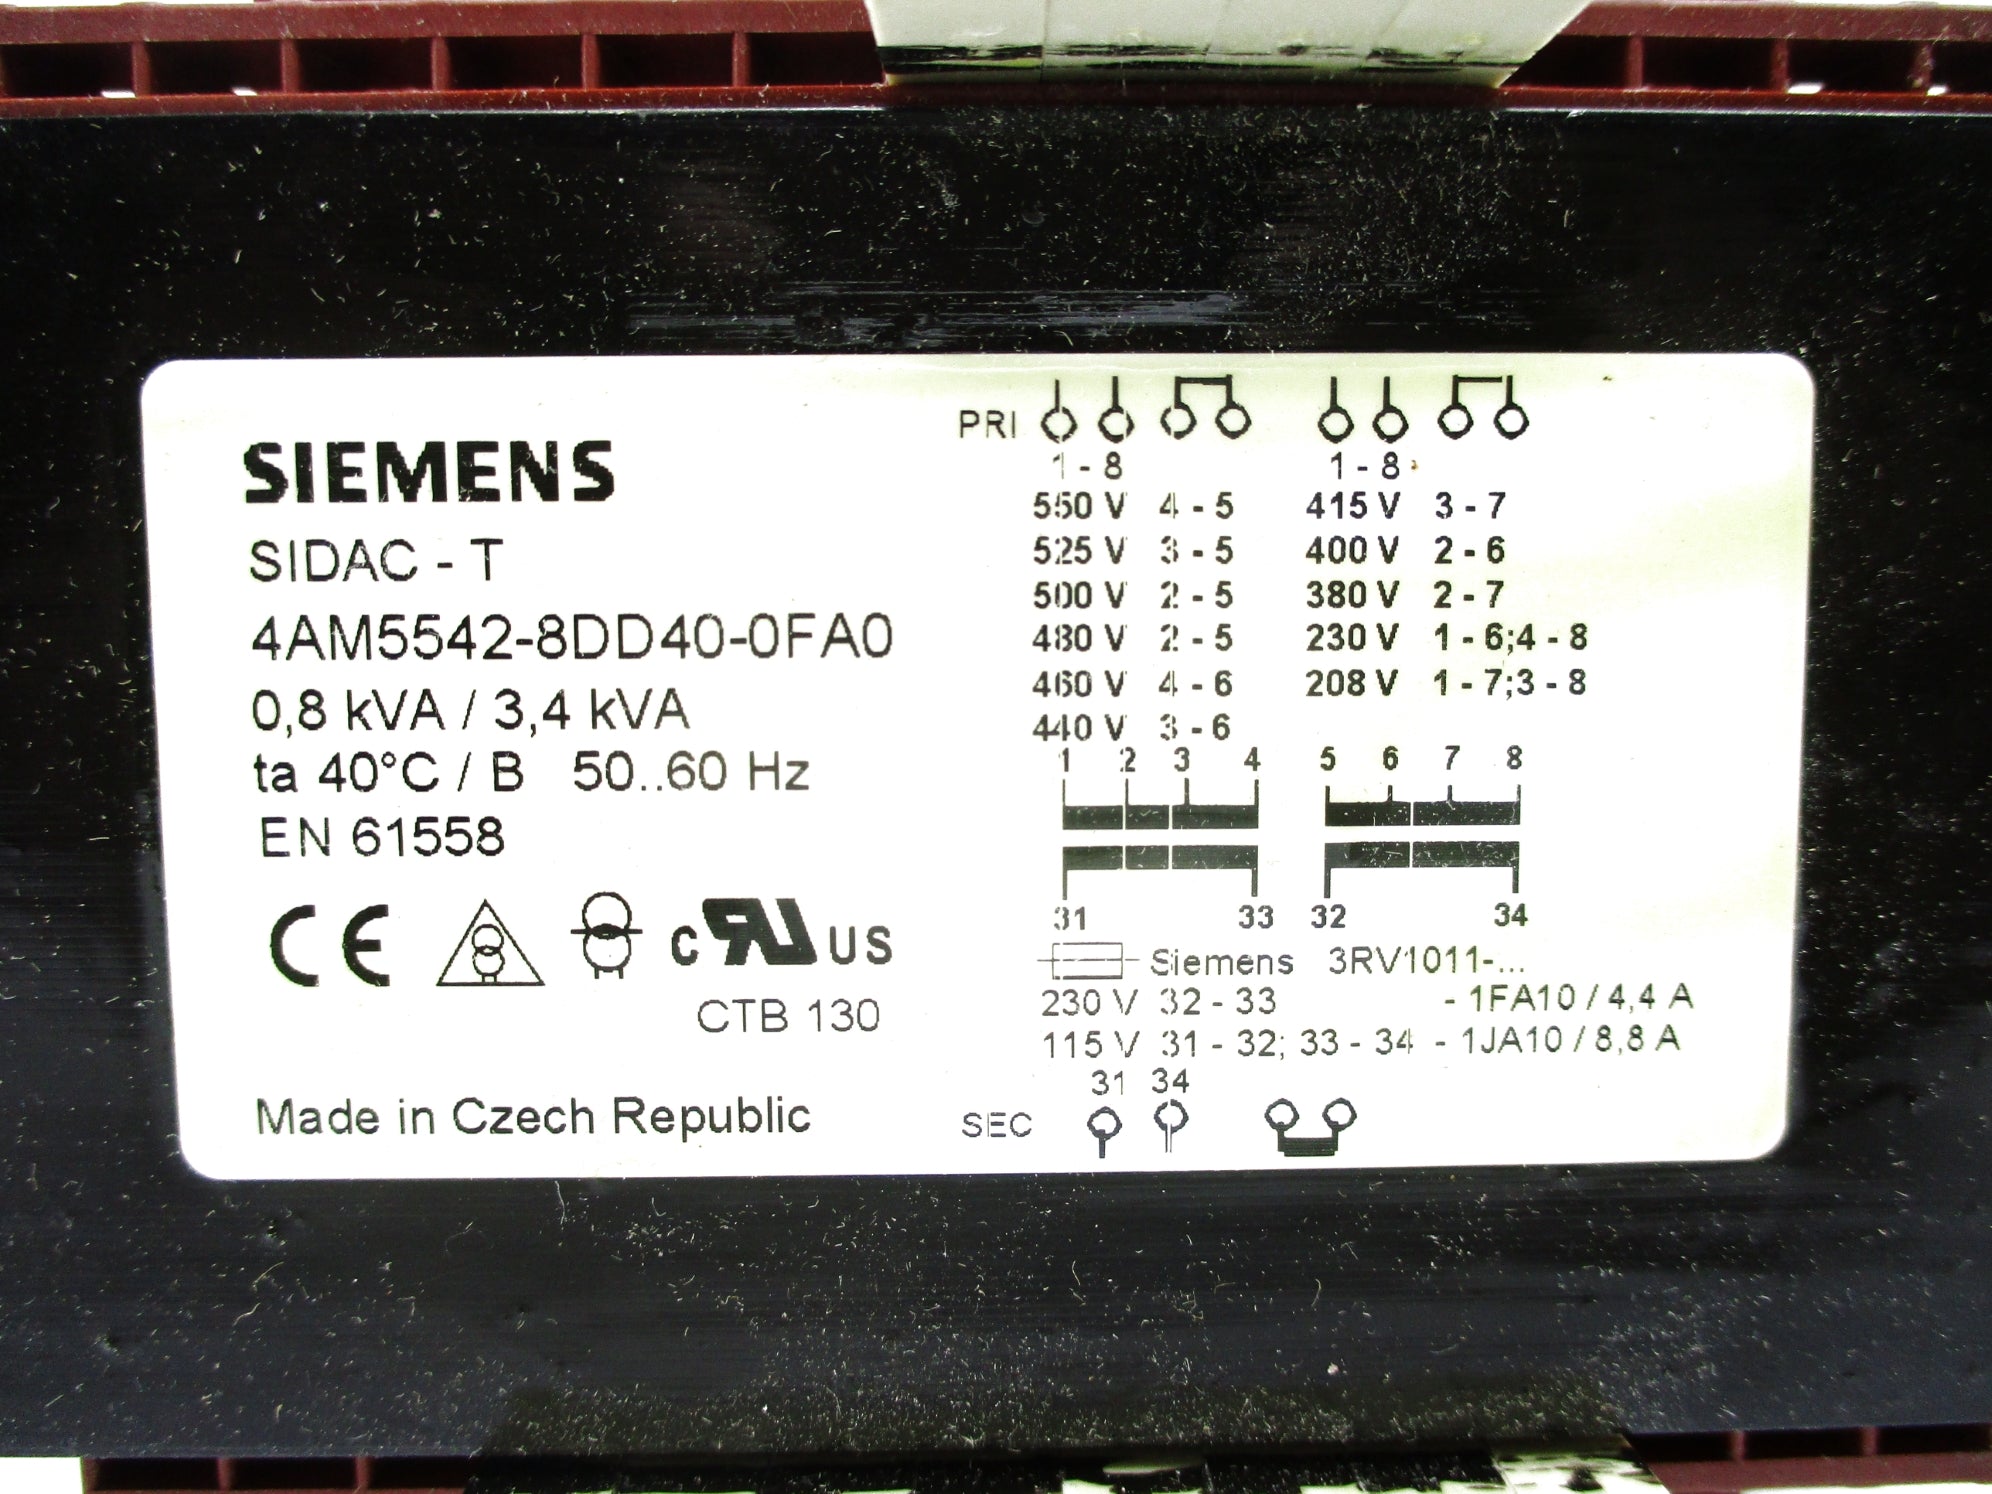 SIEMENS
SIDAC - T
4AM5542-8DD40-0FA0
0,8 kVA / 3,4 kVA
ta 40°C / B 50..60 Hz
EN 61558
CE
c RU US
CTB 130
Made in Czech Republic
PRI
1 - 8 1 - 8
550 V 4 - 5 415 V 3 - 7
525 V 3 - 5 400 V 2 - 6
500 V 2 - 5 380 V 2 - 7
480 V 2 - 5 230 V 1 - 6;4 - 8
460 V 4 - 6 208 V 1 - 7;3 - 8
440 V 3 - 6
1 2 3 4 5 6 7 8
31 33 32 34
Siemens 3RV1011-...
230 V 32 - 33 - 1FA10 / 4,4 A
115 V 31 - 32; 33 - 34 - 1JA10 / 8,8 A
31 34
SEC